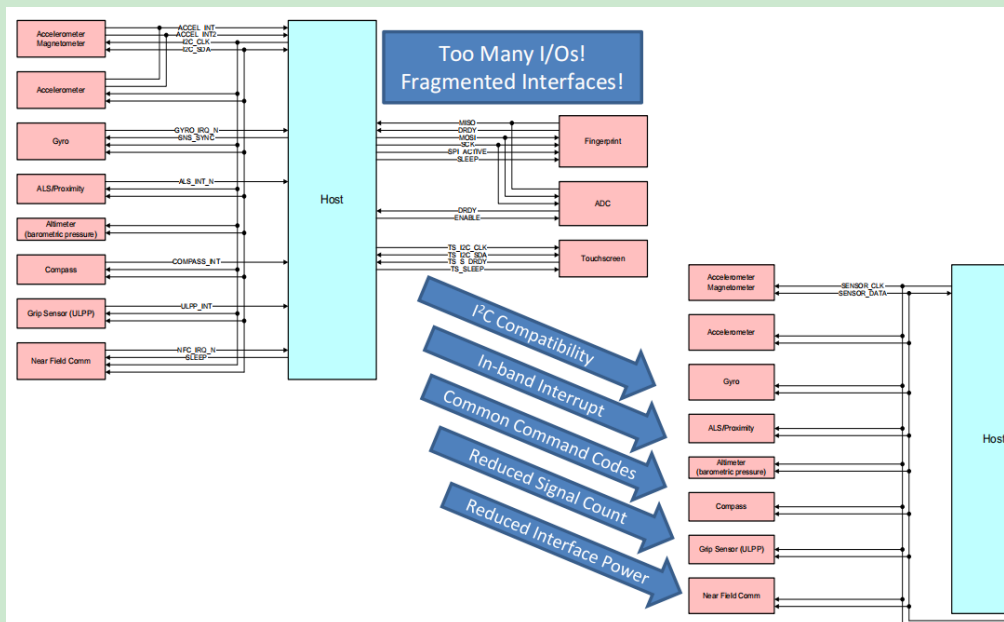 Accelerometer
Magnetometer
ACCEL_INT
ACCEL_INT2
I2C_CLK
I2C_SDA
Accelerometer
Gyro
GYRO_IRQ_N
SNS_SYNC
ALS/Proximity
ALS_INT_N
Altimeter
(barometric pressure)
Compass
COMPASS_INT
Grip Sensor (ULPP)
ULPP_INT
Near Field Comm
NFC_IRQ_N
SLEEP
Host
Too Many I/Os!
Fragmented Interfaces!
MISO
DRDY
MOSI
SCK
SPI_ACTIVE
SLEEP
Fingerprint
ADC
DRDY
ENABLE
TS_I2C_CLK
TS_I2C_SDA
TS_S_DRDY
TS_SLEEP
Touchscreen
I²C Compatibility
In-band Interrupt
Common Command Codes
Reduced Signal Count
Reduced Interface Power
Accelerometer
Magnetometer
SENSOR_CLK
SENSOR_DATA
Accelerometer
Gyro
ALS/Proximity
Altimeter
(barometric pressure)
Compass
Grip Sensor (ULPP)
Near Field Comm
Host